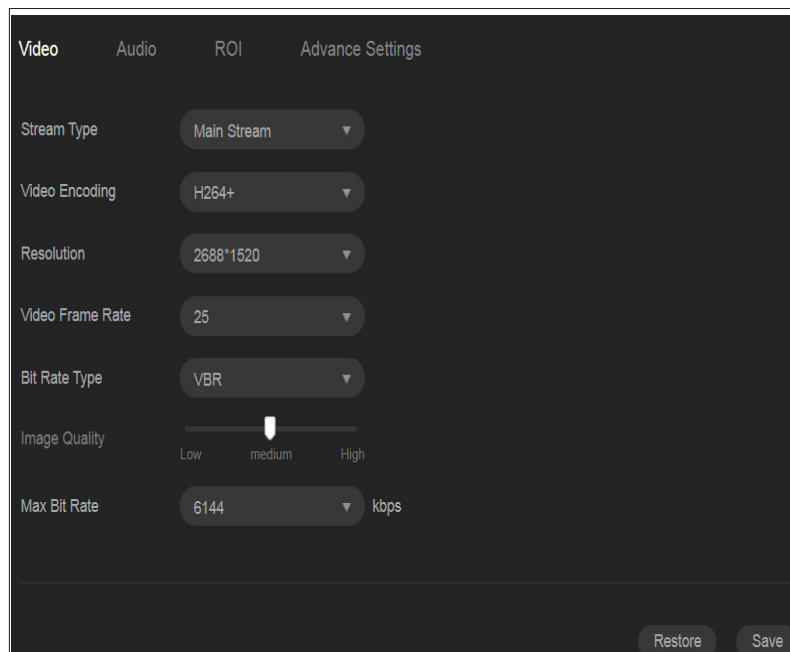 Video Audio ROI Advance Settings
Stream Type Main Stream
Video Encoding H264+
Resolution 2688*1520
Video Frame Rate 25
Bit Rate Type VBR
Image Quality
Low medium High
Max Bit Rate 6144 kbps
Restore Save